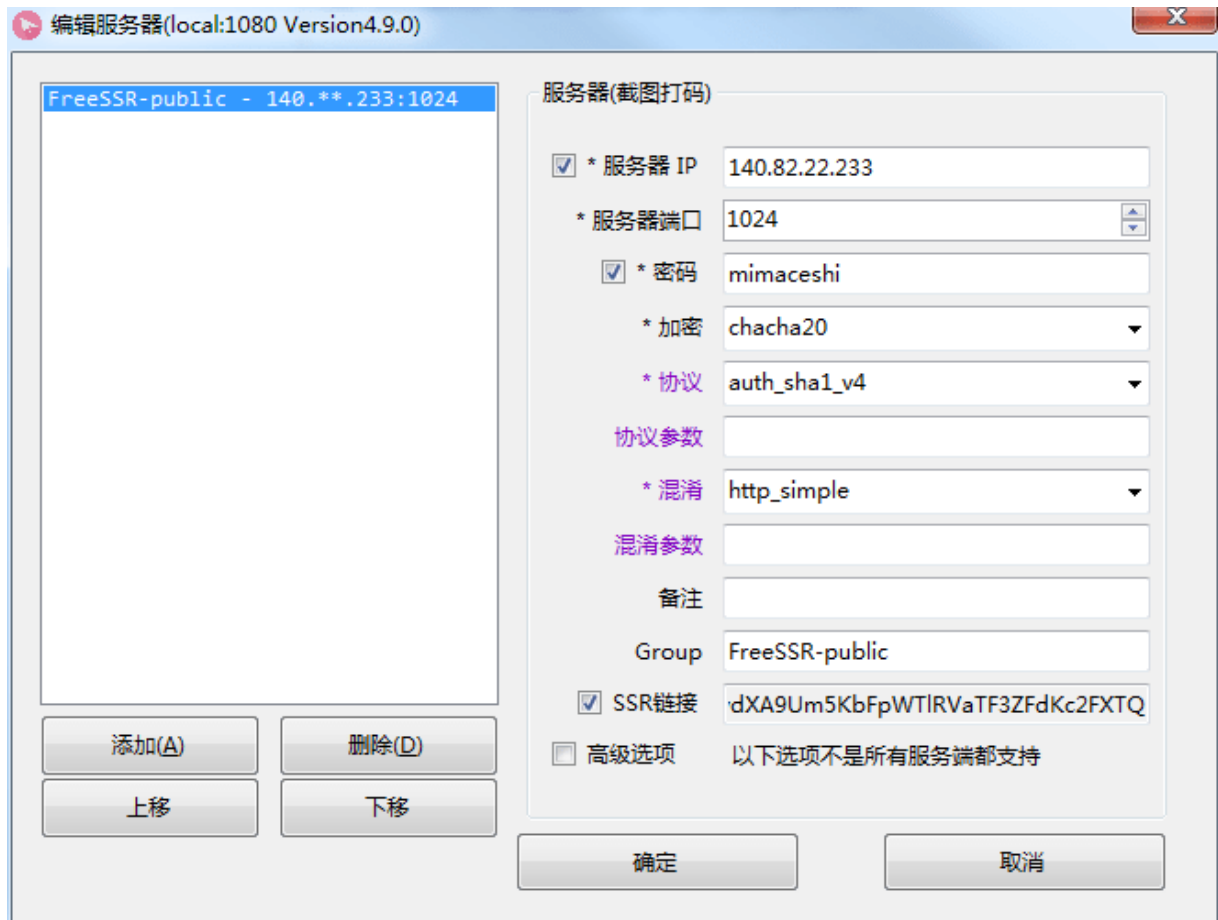 编辑服务器(local:1080 Version4.9.0)
FreeSSR-public - 140.**.233:1024
添加(A)
删除(D)
上移
下移
服务器(截图打码)
* 服务器 IP
140.82.22.233
* 服务器端口
1024
* 密码
mimaceshi
* 加密
chacha20
* 协议
auth_sha1_v4
协议参数
* 混淆
http_simple
混淆参数
备注
Group
FreeSSR-public
SSR链接
dXA9Um5KbFpWTlRVaTF3ZFdKc2FXTQ
高级选项
以下选项不是所有服务端都支持
确定
取消